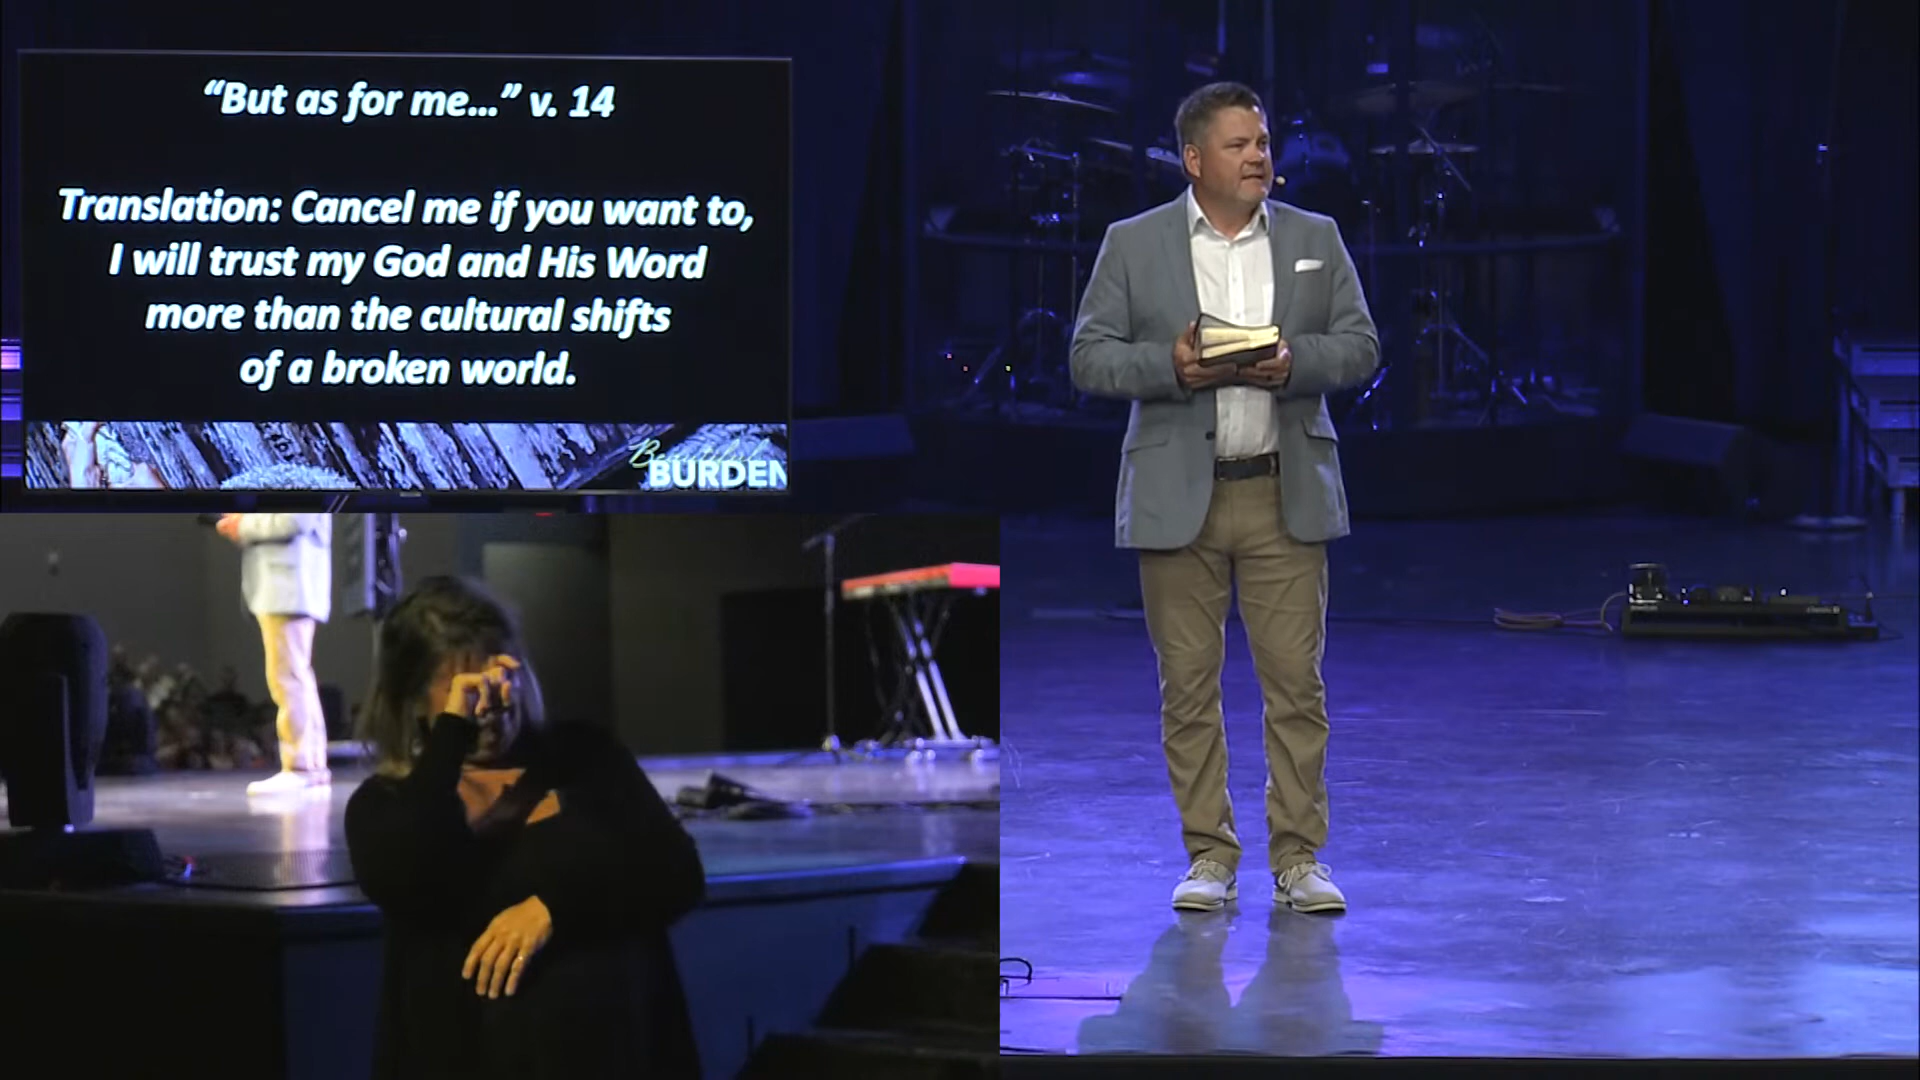 “But as for me...” v. 14
Translation: Cancel me if you want to,
I will trust my God and His Word
more than the cultural shifts
of a broken world.
Beautiful
BURDEN